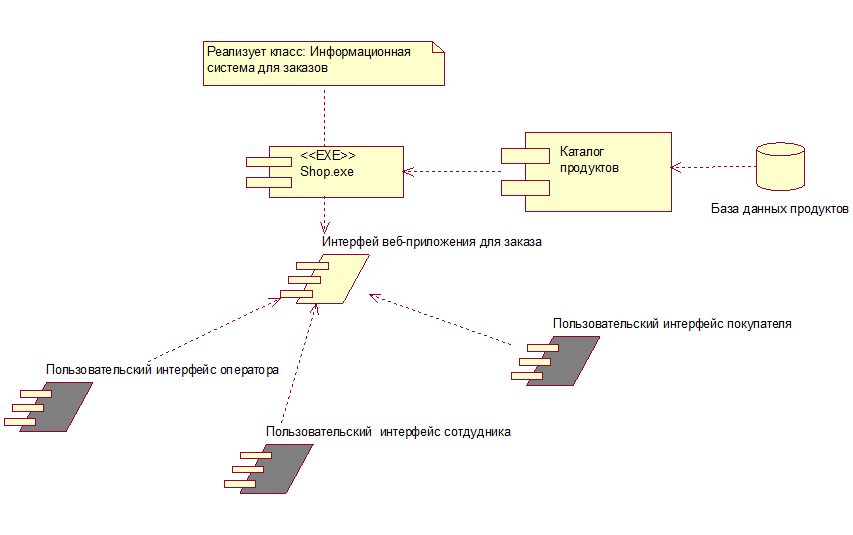 Реализует класс: Информационная
система для заказов
<<EXE>>
Shop.exe
Каталог
продуктов
База данных продуктов
Интерфей веб-приложения для заказа
Пользовательский интерфейс покупателя
Пользовательский интерфейс оператора
Пользовательский интерфейс сотдудника